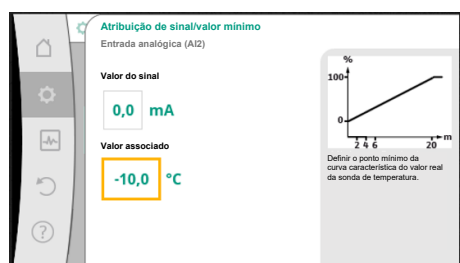 Atribuição de sinal/valor mínimo
Entrada analógica (AI2)
Valor do sinal
0,0 mA
Valor associado
-10,0 °C
%
100
0
2 4 6 20 m
Definir o ponto mínimo da
curva característica do valor real
da sonda de temperatura.
?